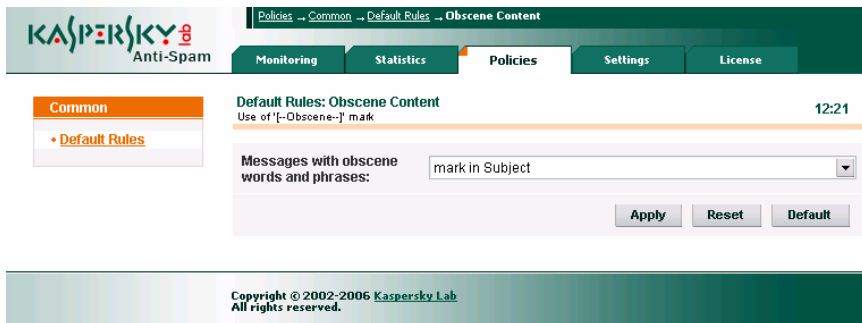 Policies → Common → Default Rules → Obscene Content
KASPERSKY lab
Anti-Spam
Monitoring
Statistics
Policies
Settings
License
Common
• Default Rules
Default Rules: Obscene Content
Use of '[--Obscene--]' mark
12:21
Messages with obscene
words and phrases:
mark in Subject
Apply
Reset
Default
Copyright © 2002-2006 Kaspersky Lab
All rights reserved.